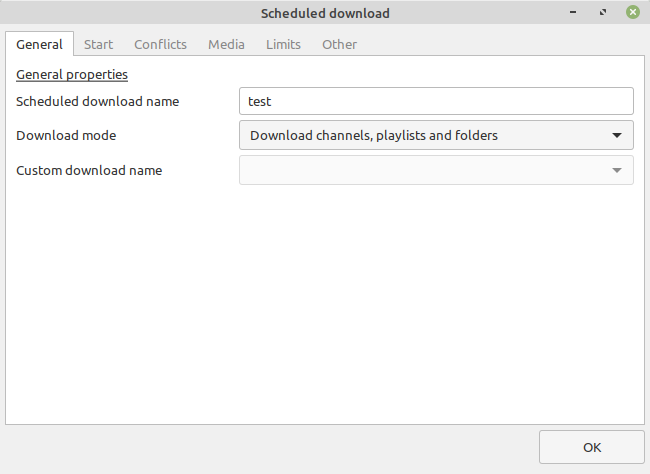 Scheduled download
General Start Conflicts Media Limits Other
General properties
Scheduled download name test
Download mode Download channels, playlists and folders
Custom download name
OK